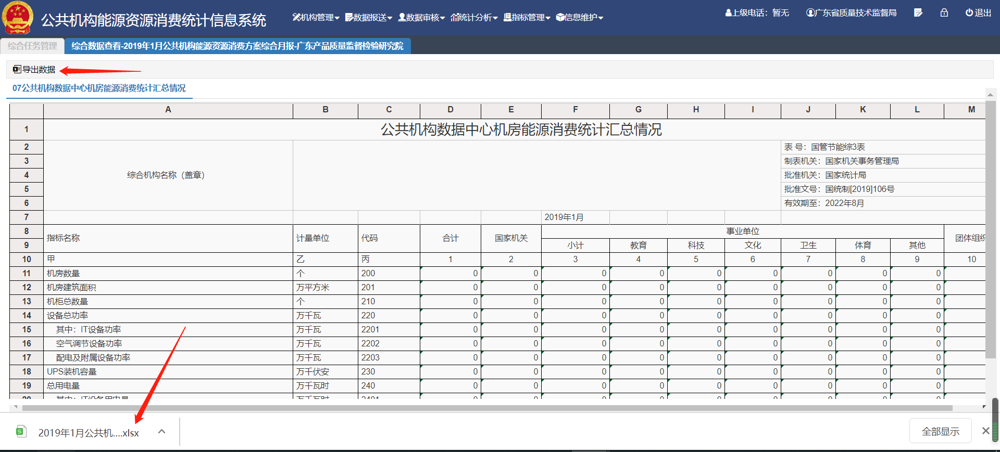 公共机构能源资源消费统计信息系统 机构管理 数据报送 数据审核 统计分析 指标管理 信息维护 上级电话：暂无 广东省质量技术监督局 退出
综合任务管理 综合数据查看-2019年1月公共机构能源资源消费方案综合月报-广东产品质量监督检验研究院
导出数据
07公共机构数据中心机房能源消费统计汇总情况
A B C D E F G H I J K L M
1 公共机构数据中心机房能源消费统计汇总情况
2 表 号：国管节能综3表
3 制表机关：国家机关事务管理局
4 综合机构名称（盖章） 批准机关：国家统计局
5 批准文号：国统制[2019]106号
6 有效期至：2022年8月
7 2019年1月
8 事业单位
指标名称 计量单位 代码 合计 国家机关 团体组织
9 小计 教育 科技 文化 卫生 体育 其他
10 甲 乙 丙 1 2 3 4 5 6 7 8 9 10
11 机房数量 个 200 0 0 0 0 0 0 0 0 0
12 机房建筑面积 万平方米 201 0 0 0 0 0 0 0 0 0
13 机柜总数量 个 210 0 0 0 0 0 0 0 0 0
14 设备总功率 万千瓦 220 0 0 0 0 0 0 0 0 0
15 其中：IT设备功率 万千瓦 2201 0 0 0 0 0 0 0 0 0
16 空气调节设备功率 万千瓦 2202 0 0 0 0 0 0 0 0 0
17 配电及附属设备功率 万千瓦 2203 0 0 0 0 0 0 0 0 0
18 UPS装机容量 万千伏安 230 0 0 0 0 0 0 0 0 0
19 总用电量 万千瓦时 240 0 0 0 0 0 0 0 0 0
20 其中：IT设备用电量 万千瓦时 2401 0 0 0 0 0 0 0 0 0
2019年1月公共机....xlsx 全部显示